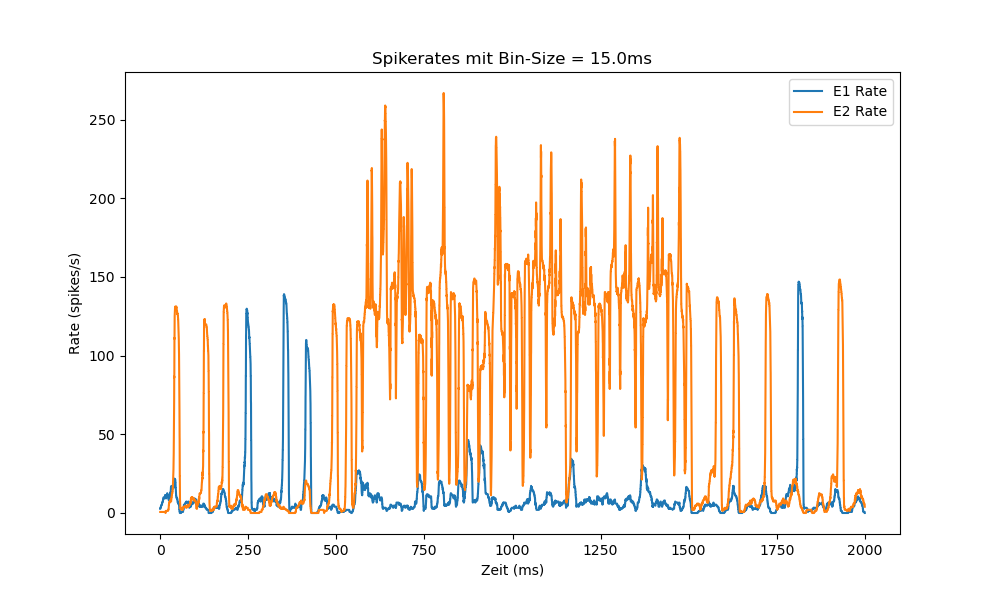 Spikerates mit Bin-Size = 15.0ms
E1 Rate
E2 Rate
Rate (spikes/s)
250
200
150
100
50
0
0 250 500 750 1000 1250 1500 1750 2000
Zeit (ms)